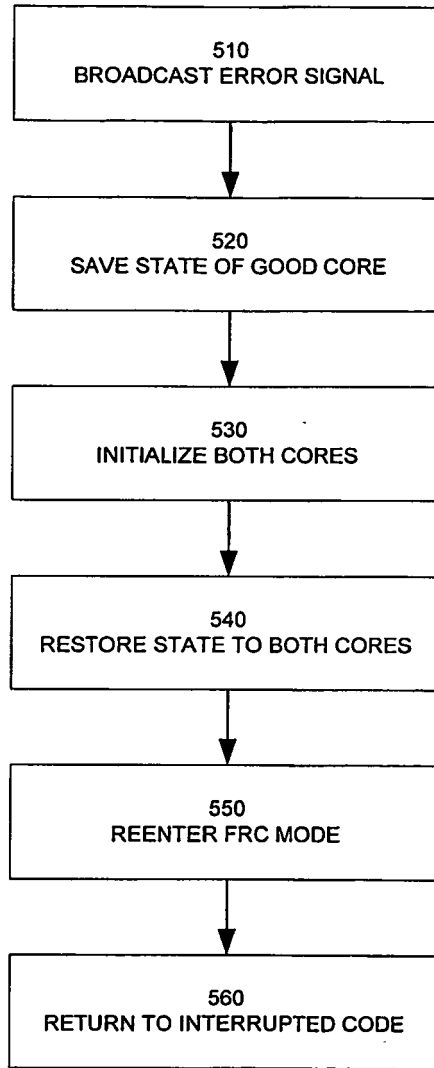 510
BROADCAST ERROR SIGNAL
520
SAVE STATE OF GOOD CORE
530
INITIALIZE BOTH CORES
540
RESTORE STATE TO BOTH CORES
550
REENTER FRC MODE
560
RETURN TO INTERRUPTED CODE